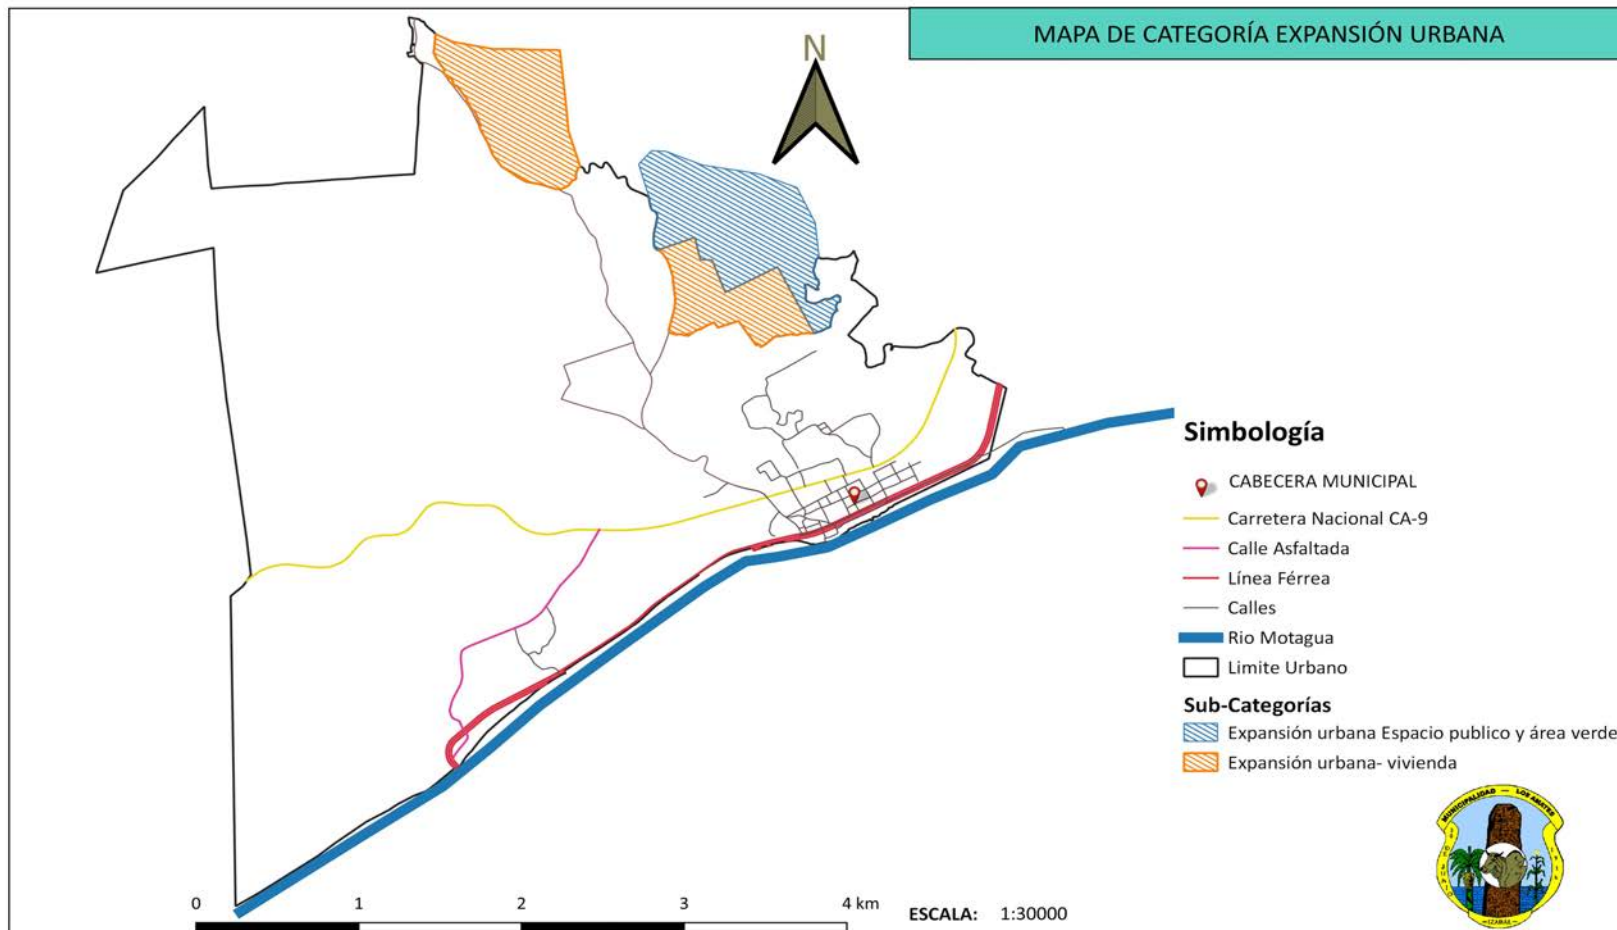 MAPA DE CATEGORÍA EXPANSIÓN URBANA
N
Simbología
CABECERA MUNICIPAL
Carretera Nacional CA-9
Calle Asfaltada
Línea Férrea
Calles
Rio Motagua
Limite Urbano
Sub-Categorías
Expansión urbana Espacio publico y área verde
Expansión urbana- vivienda
MUNICIPALIDAD — LOS AMATES
IZABAL
0 1 2 3 4 km
ESCALA: 1:30000